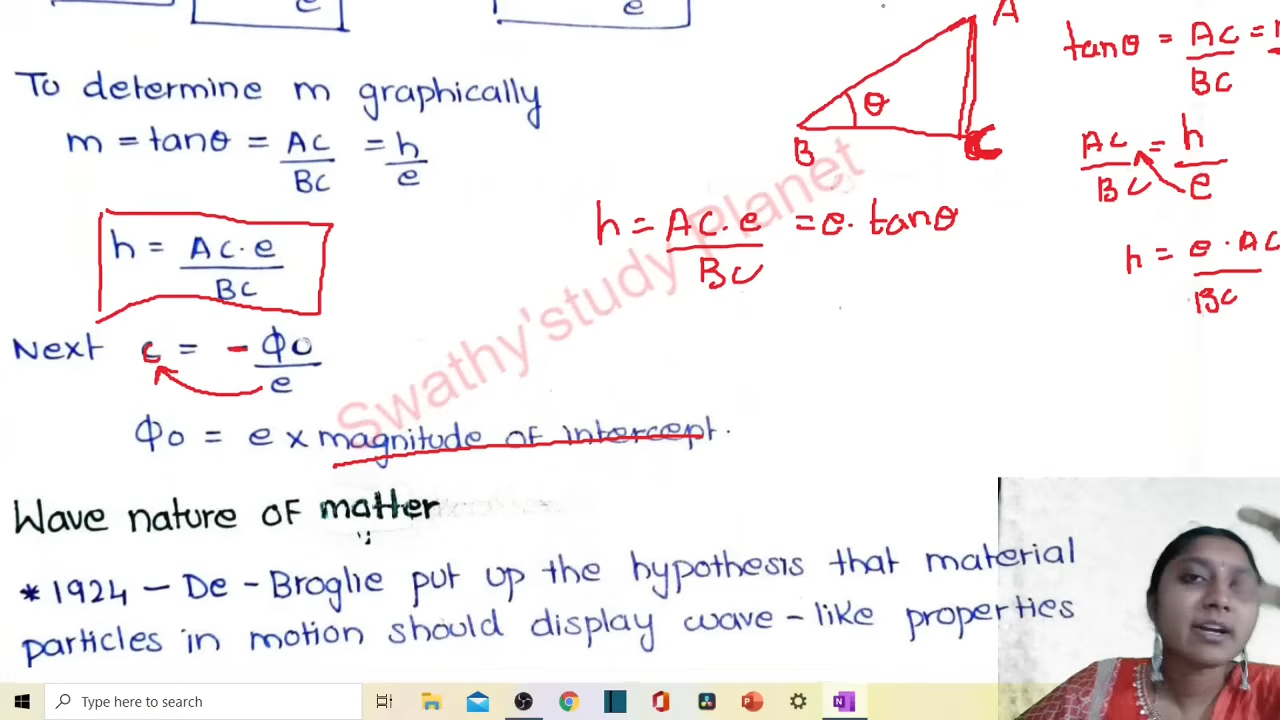 e
e
A
To determine m graphically
m = tanθ = AC/BC = h/e
θ
B
C
tanθ = AC/BC =
AC/BC = h/e
h = AC·e/BC
h = AC·e/BC = e·tanθ
h = e·AC/BC
Next c = -Φo/e
Φo = e x magnitude of intercept.
Swathy'study Planet
Wave nature of matter
* 1924 – De-Broglie put up the hypothesis that material
particles in motion should display wave-like properties
Type here to search